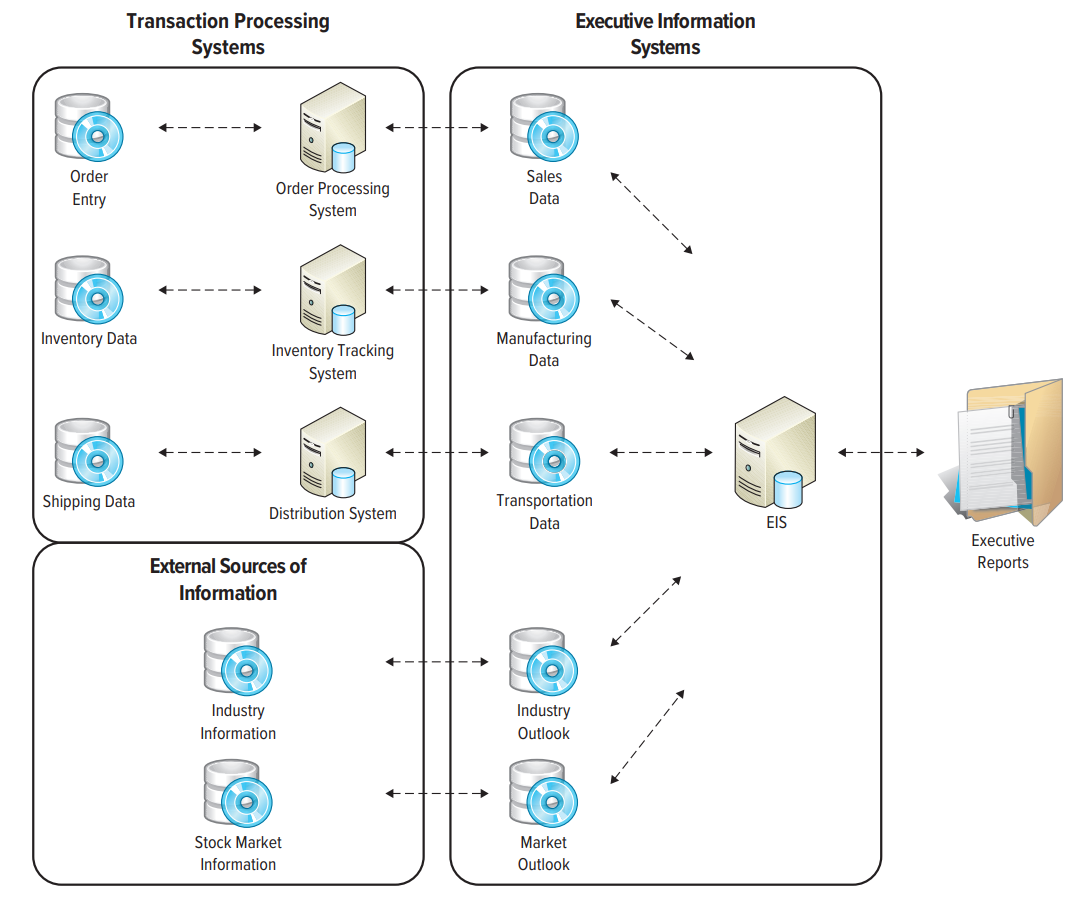 Transaction Processing
Systems
Executive Information
Systems
Order
Entry
Order Processing
System
Sales
Data
Inventory Data
Inventory Tracking
System
Manufacturing
Data
Shipping Data
Distribution System
Transportation
Data
EIS
Executive
Reports
External Sources of
Information
Industry
Information
Industry
Outlook
Stock Market
Information
Market
Outlook